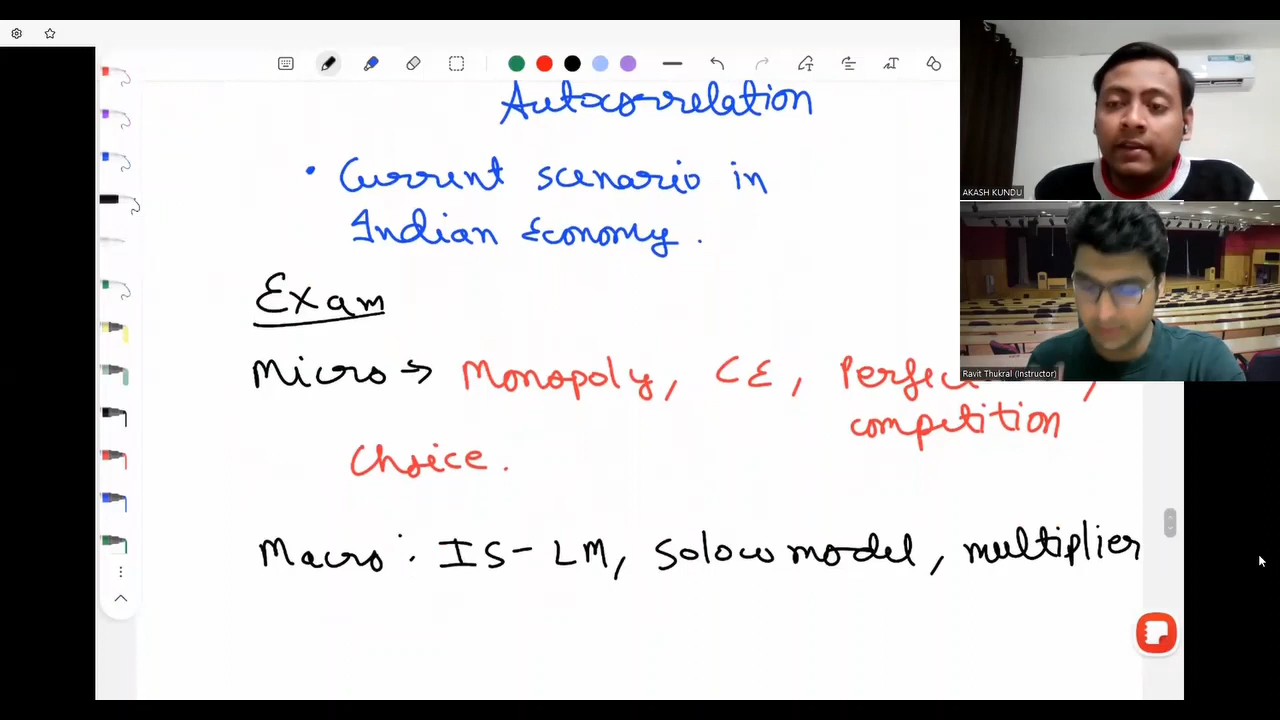 Autocorrelation
• Current scenario in
Indian Economy.
Exam
Micro → Monopoly, CE, Perfect,
competition
Choice.
Macro: IS-LM, Solow model, multiplier
AKASH KUNDU
Ravit Thukral (Instructor)